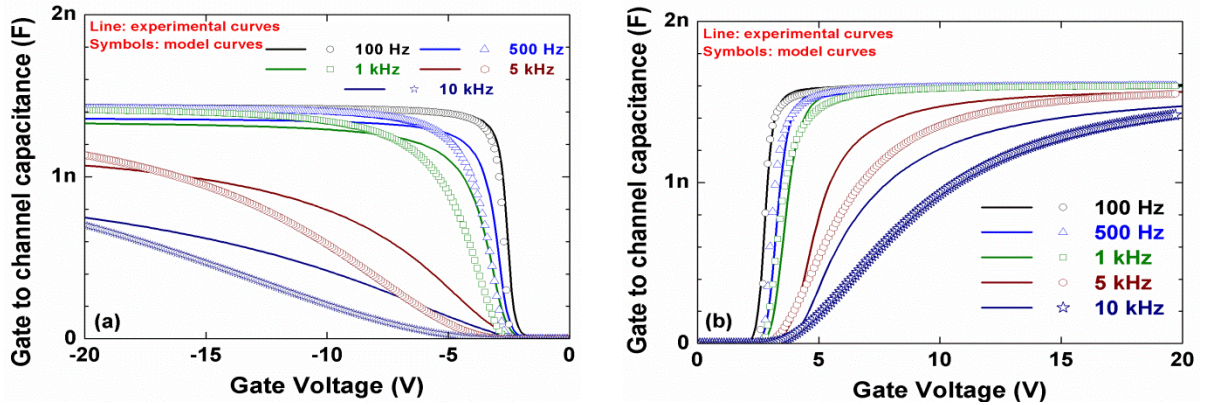 Line: experimental curves
Symbols: model curves
100 Hz
500 Hz
1 kHz
5 kHz
10 kHz
Gate to channel capacitance (F)
2n
1n
0
(a)
-20
-15
-10
-5
0
Gate Voltage (V)
Line: experimental curves
Symbols: model curves
100 Hz
500 Hz
1 kHz
5 kHz
10 kHz
Gate to channel capacitance (F)
2n
1n
0
(b)
0
5
10
15
20
Gate Voltage (V)